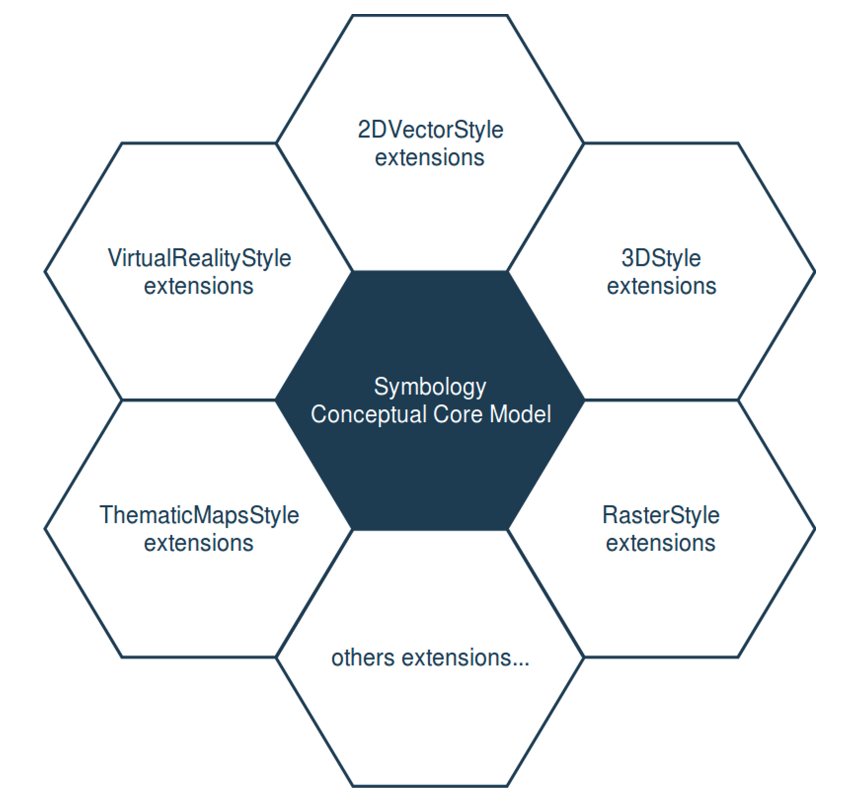 2DVectorStyle
extensions
VirtualRealityStyle
extensions
3DStyle
extensions
Symbology
Conceptual Core Model
ThematicMapsStyle
extensions
RasterStyle
extensions
others extensions...